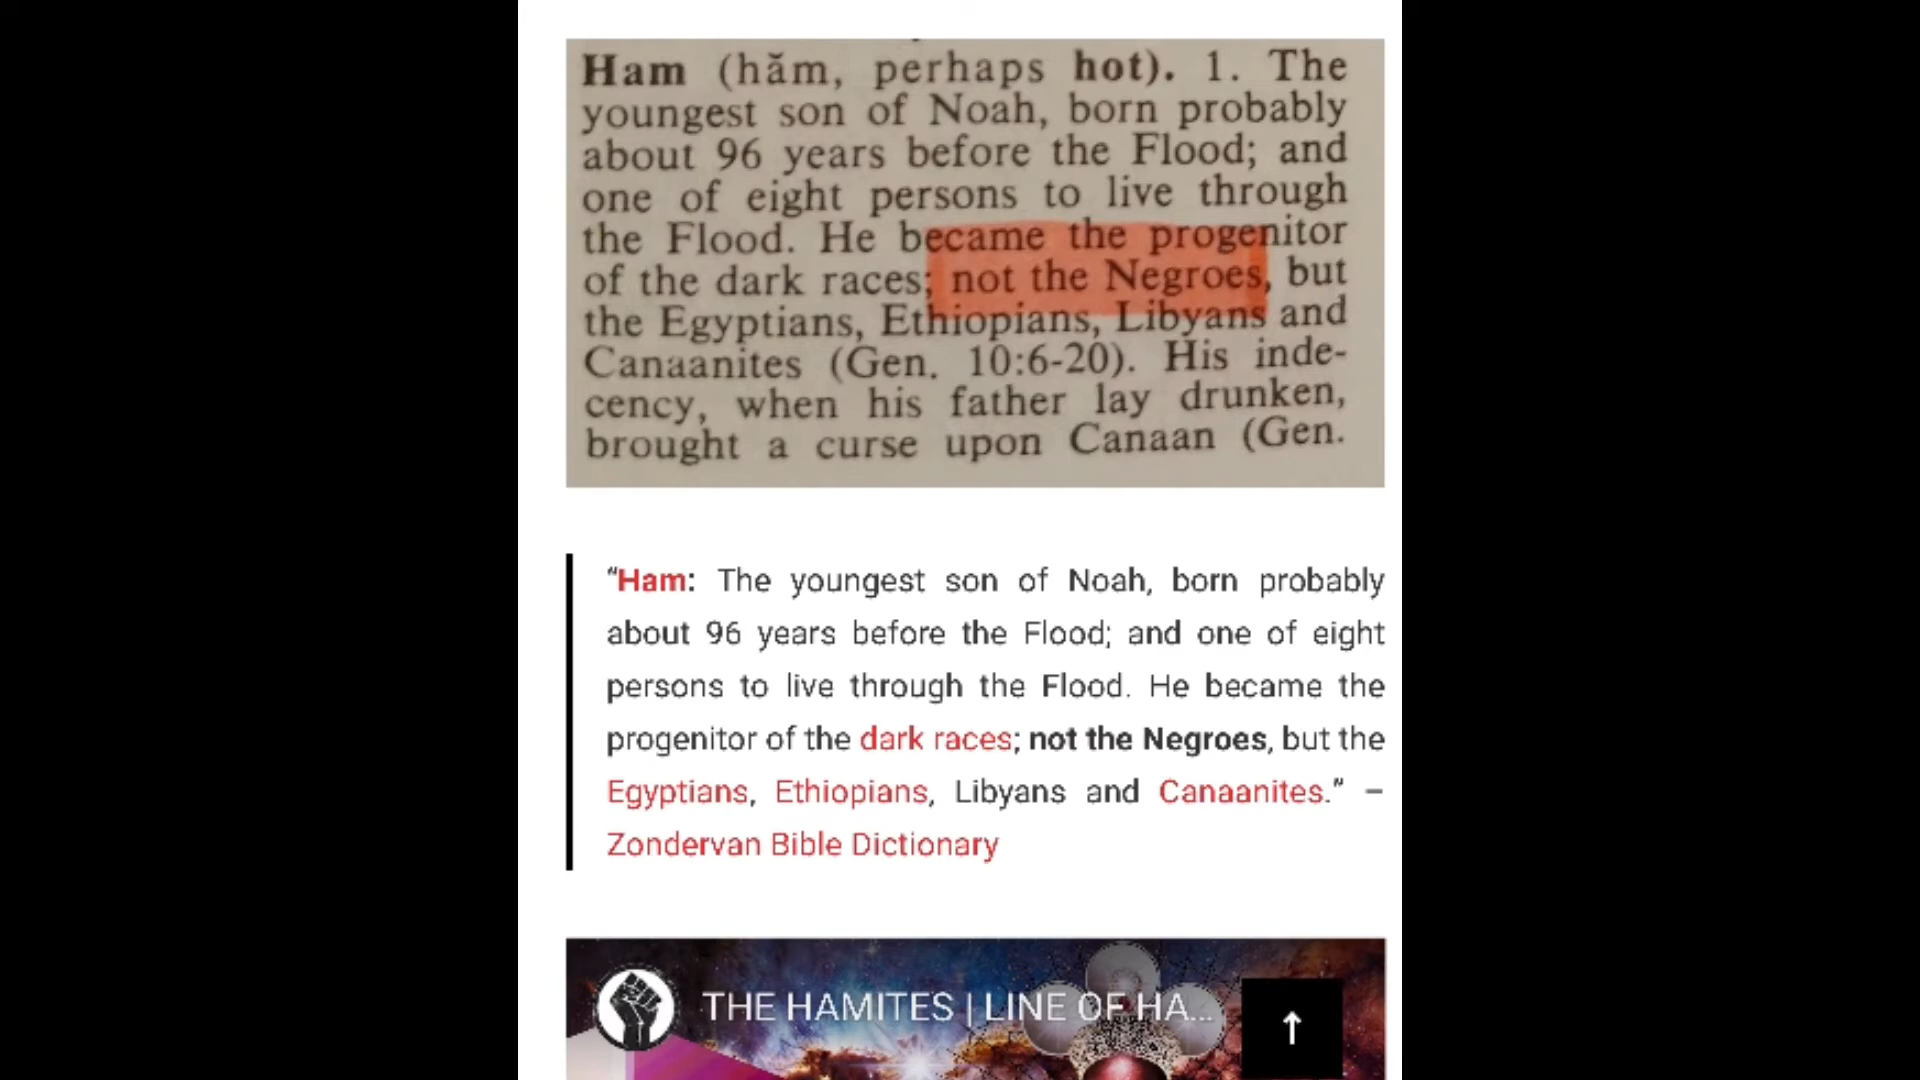 Ham (hăm, perhaps hot). 1. The
youngest son of Noah, born probably
about 96 years before the Flood; and
one of eight persons to live through
the Flood. He became the progenitor
of the dark races; not the Negroes, but
the Egyptians, Ethiopians, Libyans and
Canaanites (Gen. 10:6-20). His inde-
cency, when his father lay drunken,
brought a curse upon Canaan (Gen.
“Ham: The youngest son of Noah, born probably
about 96 years before the Flood; and one of eight
persons to live through the Flood. He became the
progenitor of the dark races; not the Negroes, but the
Egyptians, Ethiopians, Libyans and Canaanites.” –
Zondervan Bible Dictionary
THE HAMITES | LINE OF HA...